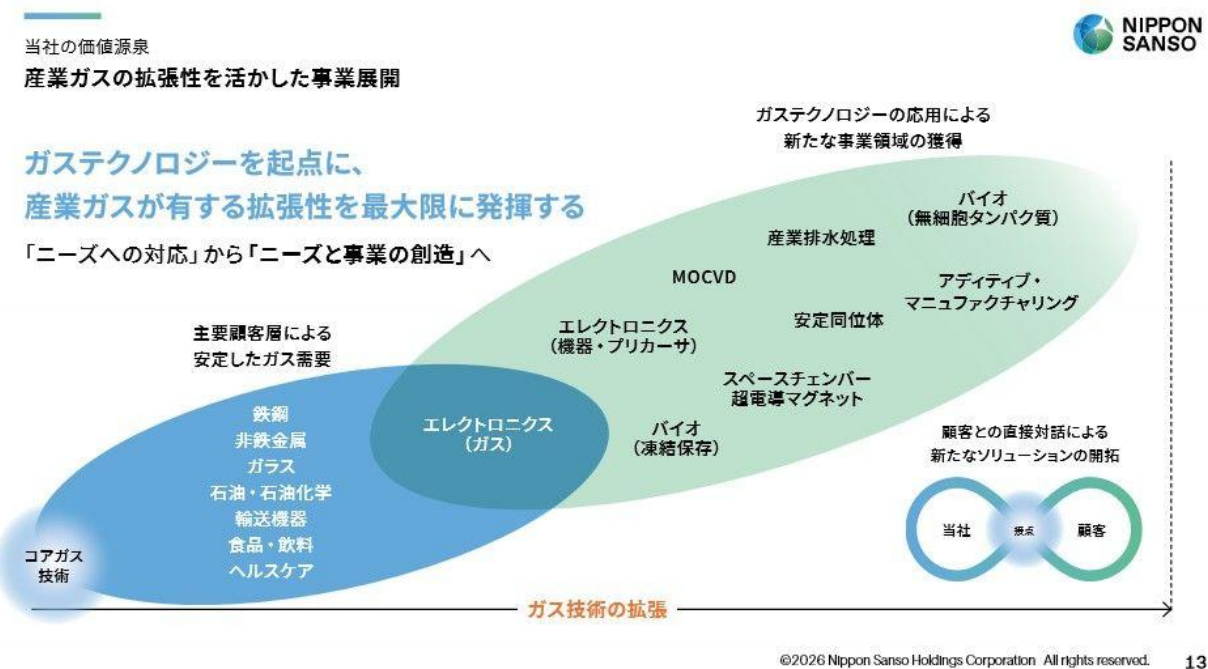 当社の価値源泉
産業ガスの拡張性を活かした事業展開
NIPPON
SANSO
ガステクノロジーを起点に、
産業ガスが有する拡張性を最大限に発揮する
「ニーズへの対応」から「ニーズと事業の創造」へ
ガステクノロジーの応用による
新たな事業領域の獲得
バイオ
(無細胞タンパク質)
産業排水処理
MOCVD
アディティブ・
マニュファクチャリング
安定同位体
エレクトロニクス
(機器・プリカーサ)
スペースチェンバー
超電導マグネット
バイオ
(凍結保存)
主要顧客層による
安定したガス需要
エレクトロニクス
(ガス)
鉄鋼
非鉄金属
ガラス
石油・石油化学
輸送機器
食品・飲料
ヘルスケア
コアガス
技術
顧客との直接対話による
新たなソリューションの開拓
当社
接点
顧客
ガス技術の拡張
©2026 Nippon Sanso Holdings Corporation All rights reserved.
13